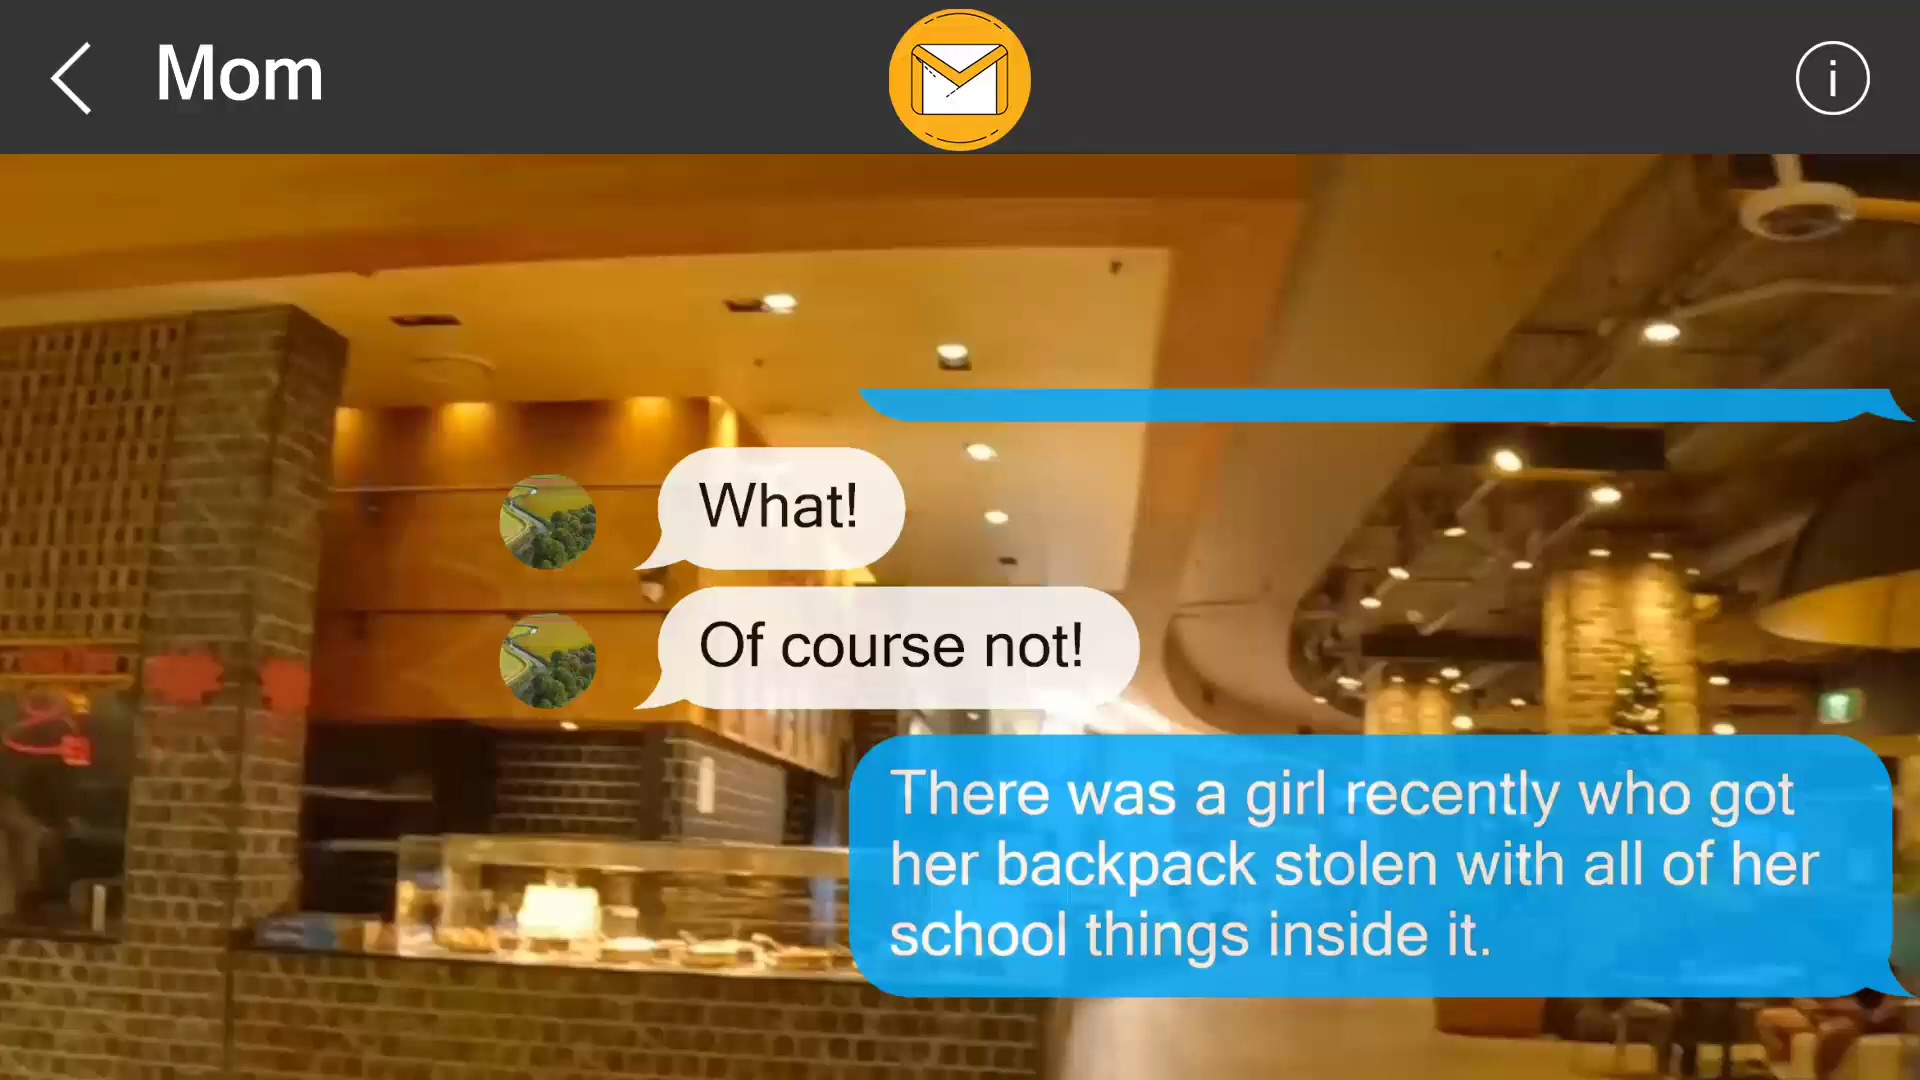 Mom
What!
Of course not!
There was a girl recently who got
her backpack stolen with all of her
school things inside it.